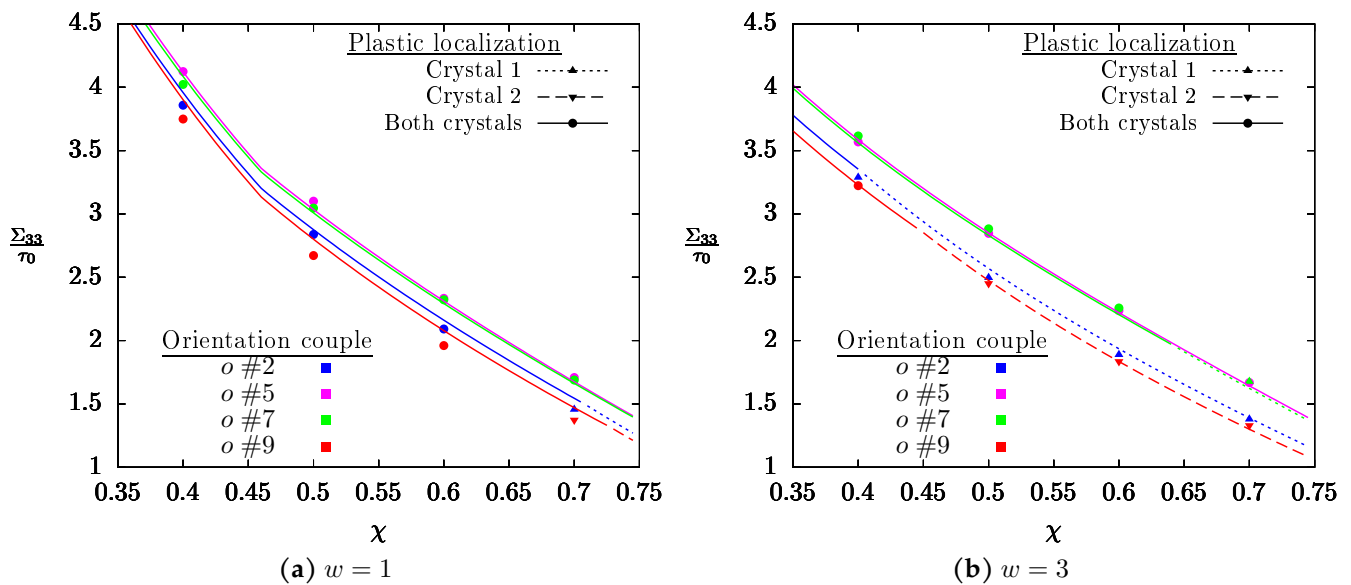 4.5
4
3.5
3
2.5
2
1.5
1
Σ33
τ0
Plastic localization
Crystal 1
Crystal 2
Both crystals
Orientation couple
o #2
o #5
o #7
o #9
0.35 0.4 0.45 0.5 0.55 0.6 0.65 0.7 0.75
χ
(a) w = 1
4.5
4
3.5
3
2.5
2
1.5
1
Σ33
τ0
Plastic localization
Crystal 1
Crystal 2
Both crystals
Orientation couple
o #2
o #5
o #7
o #9
0.35 0.4 0.45 0.5 0.55 0.6 0.65 0.7 0.75
χ
(b) w = 3